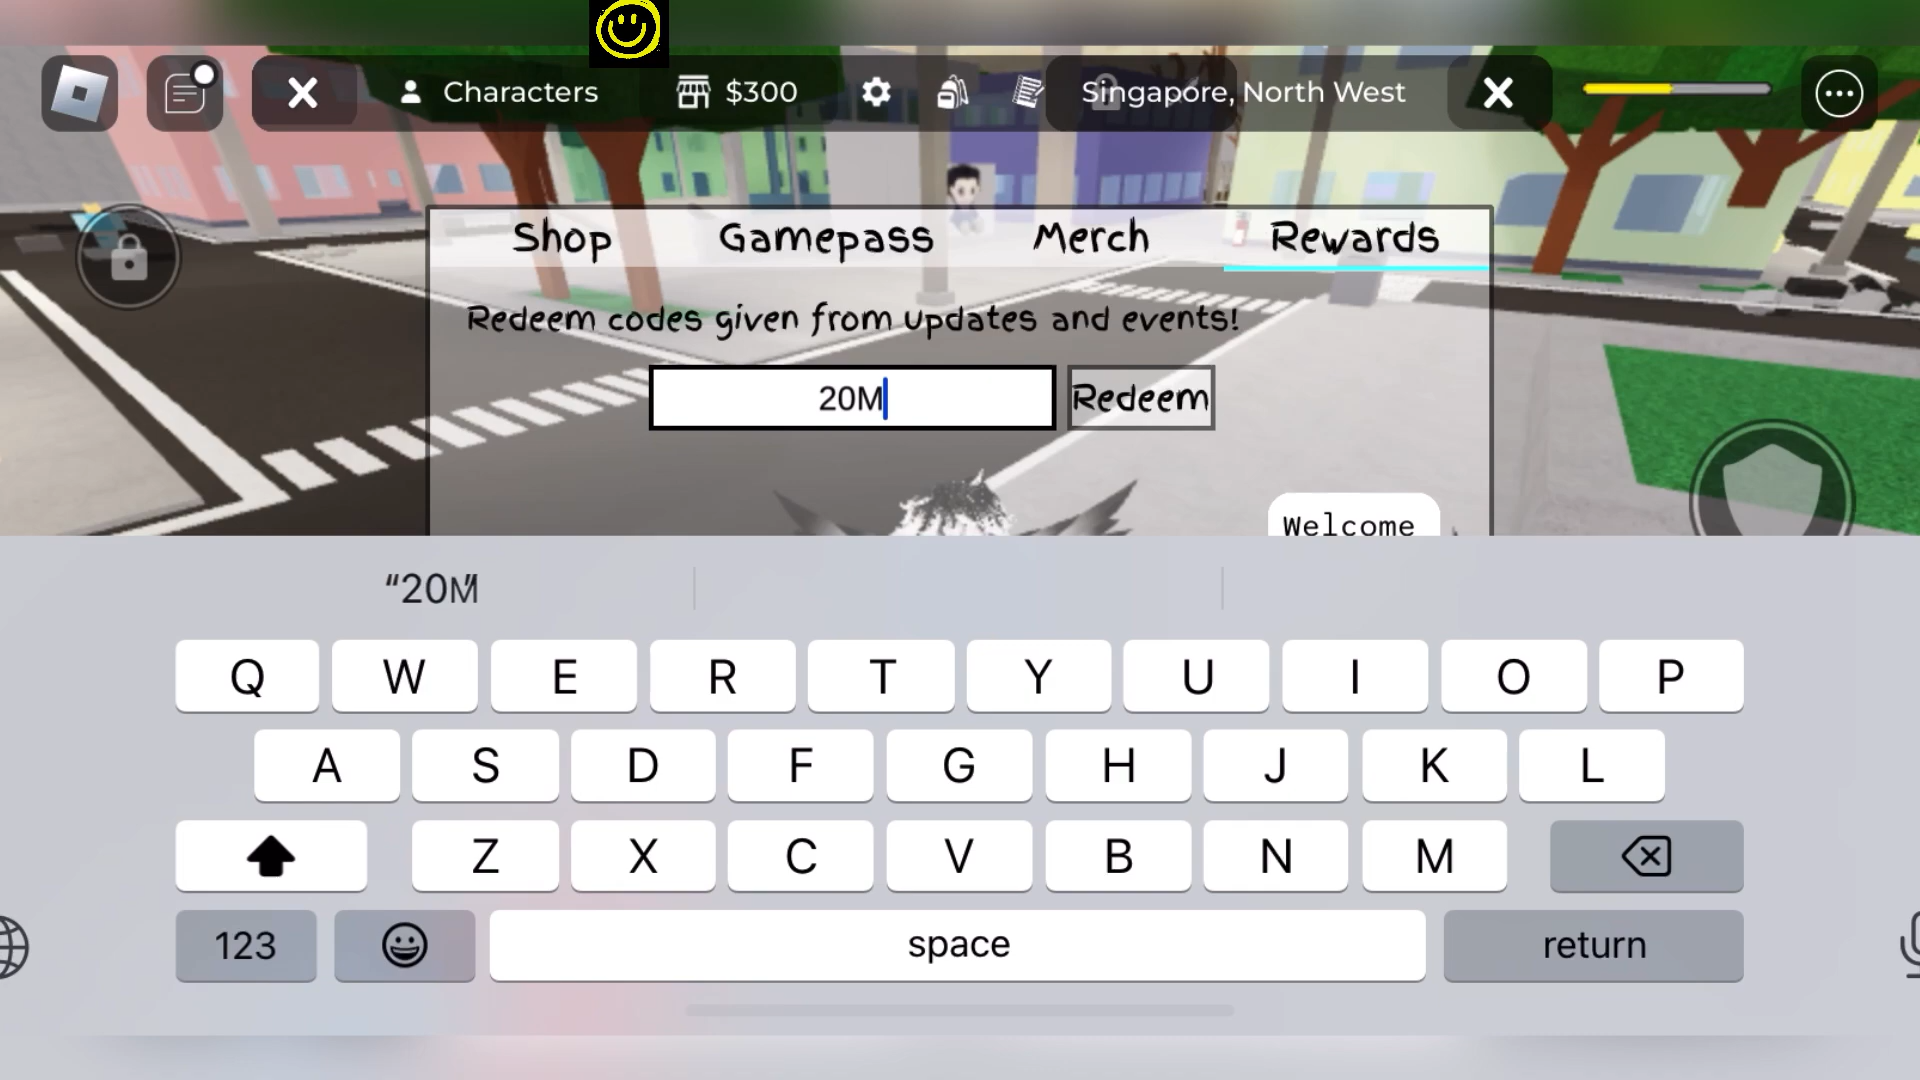 Characters $300 Singapore, North West
Shop Gamepass Merch Rewards
Redeem codes given from updates and events!
20M Redeem
Welcome
“20M”
Q W E R T Y U I O P
A S D F G H J K L
Z X C V B N M
123 space return